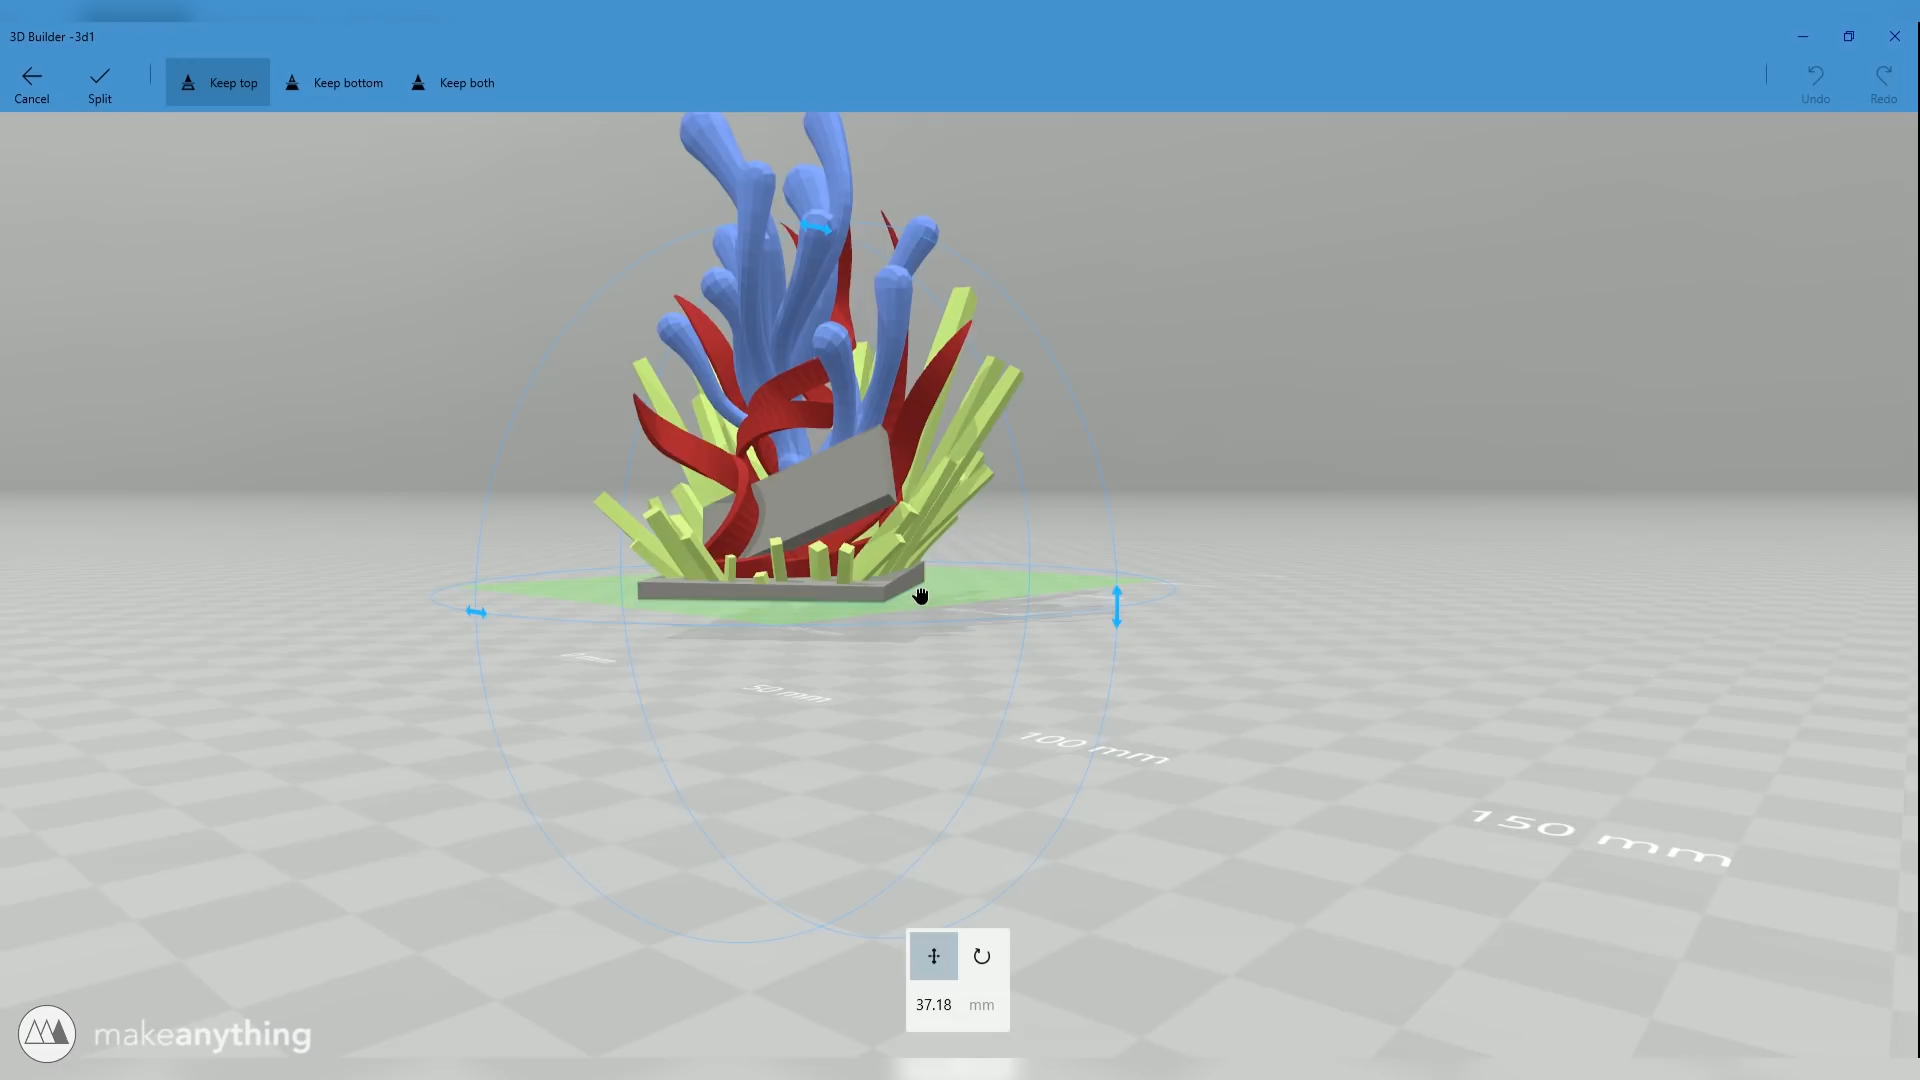 3D Builder -3d1
Cancel
Split
Keep top
Keep bottom
Keep both
Undo
Redo
50 mm
100 mm
150 mm
37.18 mm
makeanything